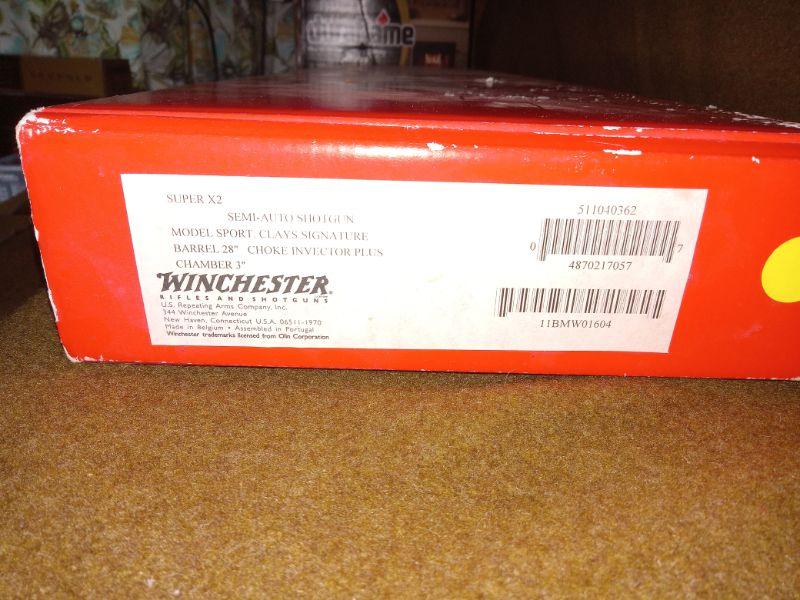 duraflame
SUPER X2
SEMI-AUTO SHOTGUN
MODEL SPORT. CLAYS SIGNATURE
BARREL 28" CHOKE INVECTOR PLUS
CHAMBER 3"
WINCHESTER
RIFLES AND SHOTGUNS
U.S. Repeating Arms Company, Inc.
344 Winchester Avenue
New Haven, Connecticut U.S.A. 06511-1970
Made in Belgium • Assembled in Portugal
Winchester trademarks licensed from Olin Corporation
511040362
0 7
4870217057
11BMW01604